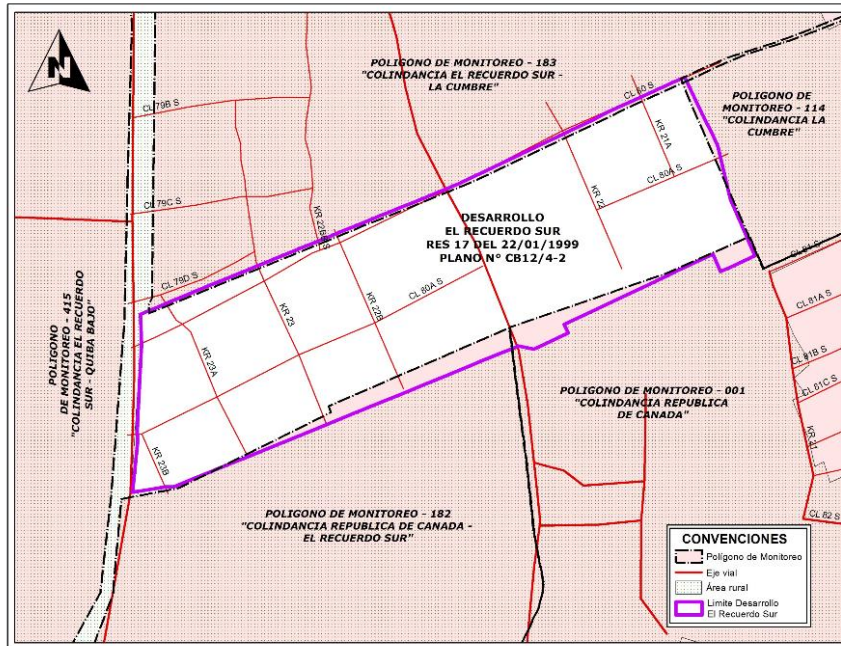 POLIGONO DE MONITOREO - 183
"COLINDANCIA EL RECUERDO SUR -
LA CUMBRE"
N
POLIGONO DE
MONITOREO - 114
"COLINDANCIA LA
CUMBRE"
CL 79B S
CL 80 S
KR 21A
CL 80A S
KR 22
CL 79C S
DESARROLLO
EL RECUERDO SUR
RES 17 DEL 22/01/1999
PLANO N° CB12/4-2
CL 79D S
CL 80A S
KR 22B
KR 23
KR 23A
KR 23B
CL 81 S
CL 81A S
CL 81B S
CL 81C S
KR 21
CL 82 S
POLIGONO
DE MONITOREO - 415
"COLINDANCIA EL RECUERDO
SUR - QUIBA BAJO"
POLIGONO DE MONITOREO - 001
"COLINDANCIA REPUBLICA
DE CANADA"
POLIGONO DE MONITOREO - 182
"COLINDANCIA REPUBLICA DE CANADA -
EL RECUERDO SUR"
CONVENCIONES
Polígono de Monitoreo
Eje vial
Área rural
Limite Desarrollo
El Recuerdo Sur